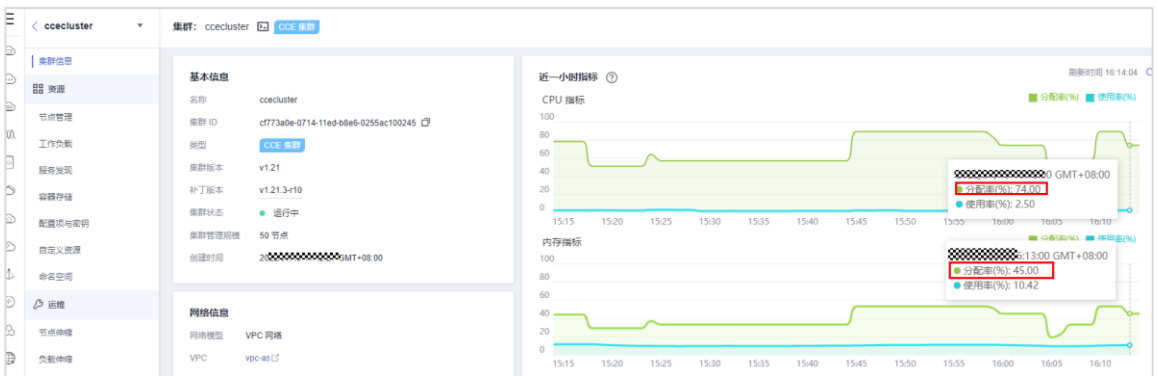 ccecluster
集群信息
资源
节点管理
工作负载
服务发现
容器存储
配置项与密钥
自定义资源
命名空间
运维
节点伸缩
负载伸缩
集群： ccecluster CCE 集群
基本信息
名称 ccecluster
集群 ID cf773a0e-0714-11ed-b8e6-0255ac100245
类型 CCE 集群
集群版本 v1.21
补丁版本 v1.21.3-r10
集群状态 运行中
集群管理规模 50 节点
创建时间 20 GMT+08:00
网络信息
网络模型 VPC 网络
VPC vpc-as
近一小时指标
刷新时间 16:14:04
CPU 指标
分配率(%) 使用率(%)
100
80
60
40
20
0
15:15 15:20 15:25 15:30 15:35 15:40 15:45 15:50 15:55 16:00 16:05 16:10
0 GMT+08:00
分配率(%): 74.00
使用率(%): 2.50
内存指标
分配率(%) 使用率(%)
100
80
60
40
20
0
15:15 15:20 15:25 15:30 15:35 15:40 15:45 15:50 15:55 16:00 16:05 16:10
:13:00 GMT+08:00
分配率(%): 45.00
使用率(%): 10.42